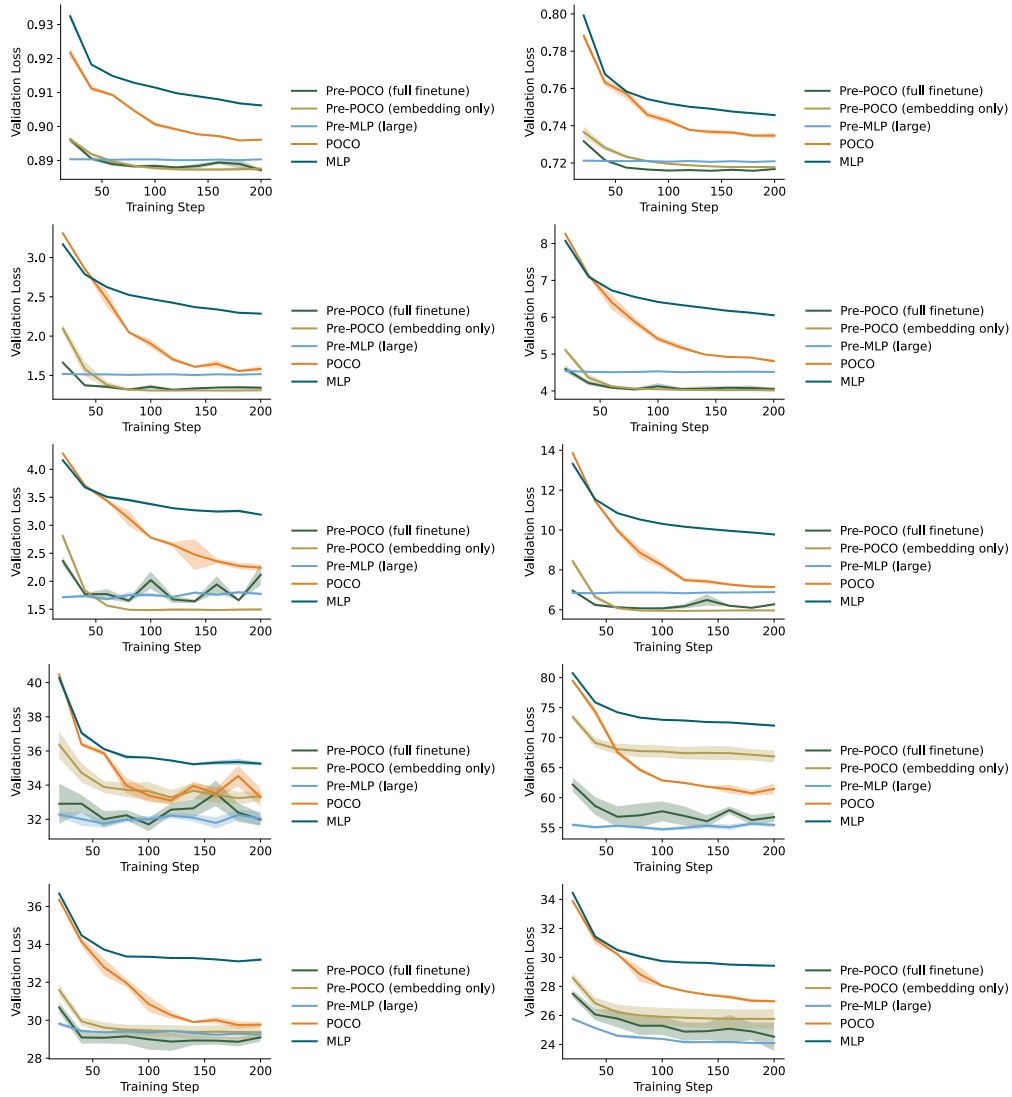 0.93
0.92
0.91
0.90
0.89
Validation Loss
50
100
150
200
Training Step
Pre-POCO (full finetune)
Pre-POCO (embedding only)
Pre-MLP (large)
POCO
MLP
0.80
0.78
0.76
0.74
0.72
Validation Loss
50
100
150
200
Training Step
Pre-POCO (full finetune)
Pre-POCO (embedding only)
Pre-MLP (large)
POCO
MLP
3.0
2.5
2.0
1.5
Validation Loss
50
100
150
200
Training Step
Pre-POCO (full finetune)
Pre-POCO (embedding only)
Pre-MLP (large)
POCO
MLP
8
7
6
5
4
Validation Loss
50
100
150
200
Training Step
Pre-POCO (full finetune)
Pre-POCO (embedding only)
Pre-MLP (large)
POCO
MLP
4.0
3.5
3.0
2.5
2.0
1.5
Validation Loss
50
100
150
200
Training Step
Pre-POCO (full finetune)
Pre-POCO (embedding only)
Pre-MLP (large)
POCO
MLP
14
12
10
8
6
Validation Loss
50
100
150
200
Training Step
Pre-POCO (full finetune)
Pre-POCO (embedding only)
Pre-MLP (large)
POCO
MLP
40
38
36
34
32
Validation Loss
50
100
150
200
Training Step
Pre-POCO (full finetune)
Pre-POCO (embedding only)
Pre-MLP (large)
POCO
MLP
80
75
70
65
60
55
Validation Loss
50
100
150
200
Training Step
Pre-POCO (full finetune)
Pre-POCO (embedding only)
Pre-MLP (large)
POCO
MLP
36
34
32
30
28
Validation Loss
50
100
150
200
Training Step
Pre-POCO (full finetune)
Pre-POCO (embedding only)
Pre-MLP (large)
POCO
MLP
34
32
30
28
26
24
Validation Loss
50
100
150
200
Training Step
Pre-POCO (full finetune)
Pre-POCO (embedding only)
Pre-MLP (large)
POCO
MLP